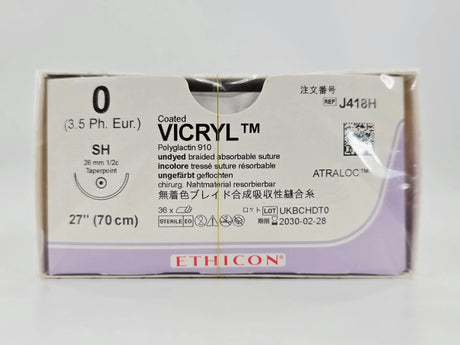 0
(3.5 Ph. Eur.)
SH
26 mm 1/2c
Taperpoint
27" (70 cm)
Coated
VICRYL™
Polyglactin 910
undyed braided absorbable suture
incolore tressé suture résorbable
ungefärbt geflochten
chirurg. Nahtmaterial resorbierbar
無着色ブレイド合成吸収性縫合糸
36 x
STERILE EO
ロット LOT UKBCHDT0
期限 2030-02-28
注文番号
REF J418H
ATRALOC™
ETHICON